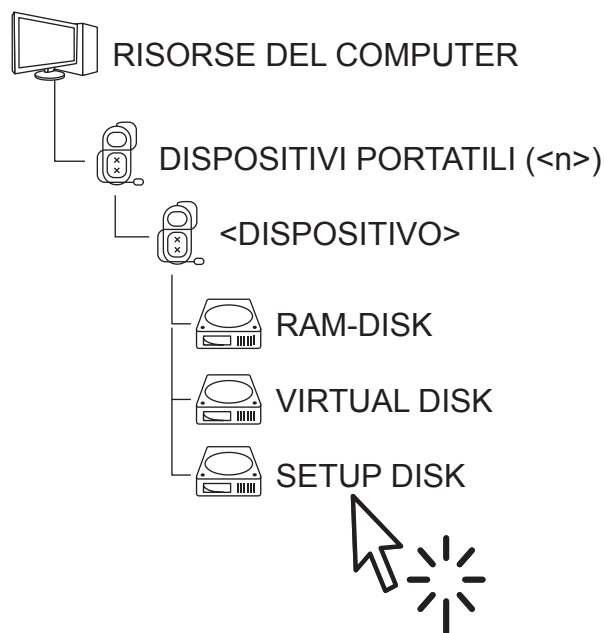 RISORSE DEL COMPUTER
DISPOSITIVI PORTATILI (<n>)
<DISPOSITIVO>
RAM-DISK
VIRTUAL DISK
SETUP DISK